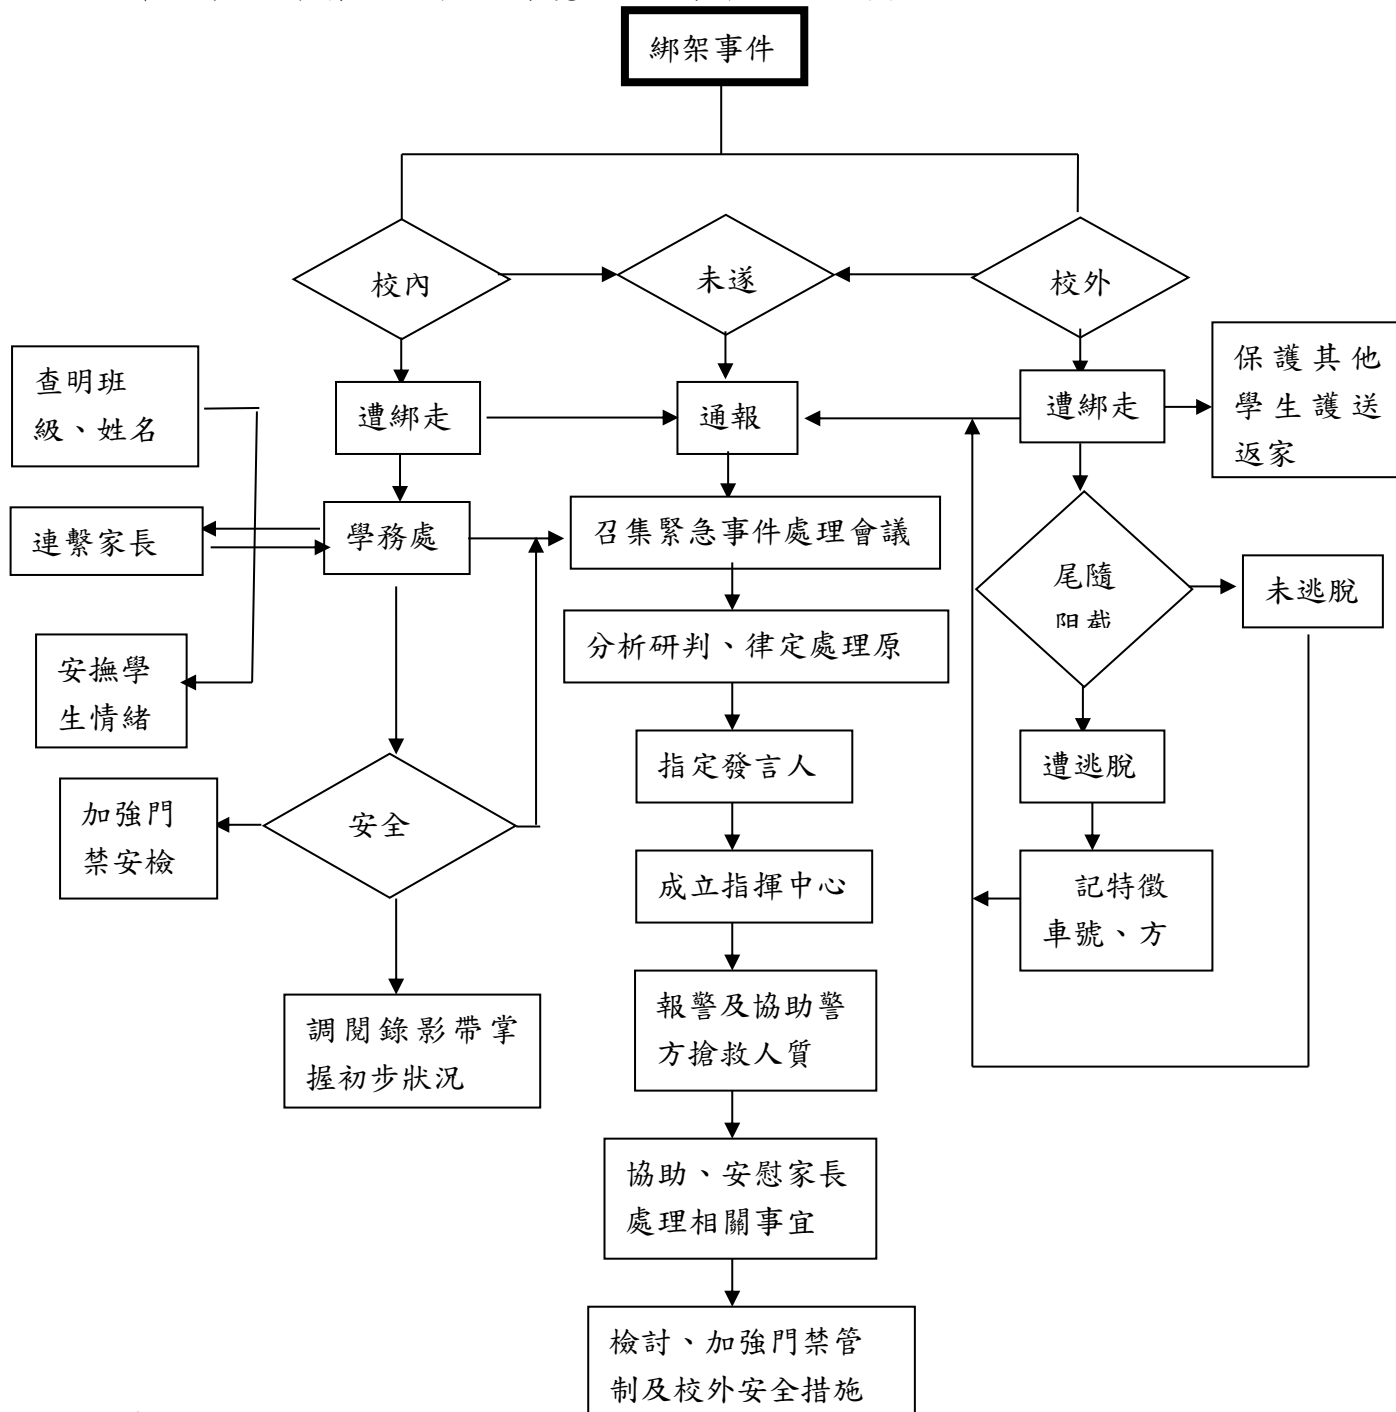 綁架事件
校內
未遂
校外
查明班
級、姓名
遭綁走
通報
遭綁走
保護其他
學生護送
返家
連繫家長
學務處
召集緊急事件處理會議
尾隨
未逃脫
分析研判、律定處理原
安撫學
生情緒
指定發言人
遭逃脫
加強門
禁安檢
安全
成立指揮中心
記特徵
車號、方
調閱錄影帶掌
握初步狀況
報警及協助警
方搶救人質
協助、安慰家長
處理相關事宜
檢討、加強門禁管
制及校外安全措施